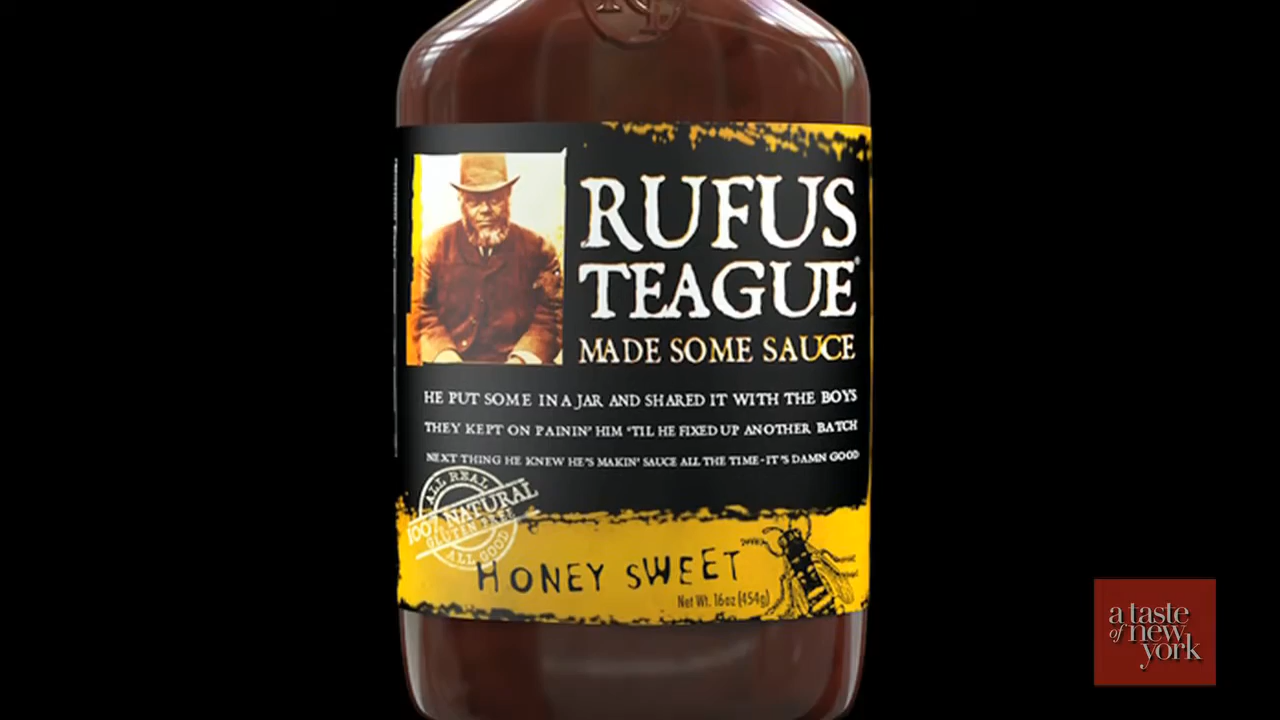 RUFUS
TEAGUE
MADE SOME SAUCE
HE PUT SOME IN A JAR AND SHARED IT WITH THE BOYS
THEY KEPT ON PAININ' HIM 'TIL HE FIXED UP ANOTHER BATCH
NEXT THING HE KNEW HE'S MAKIN' SAUCE ALL THE TIME-IT'S DAMN GOOD
ALL REAL
100% NATURAL
GLUTEN FREE
ALL GOOD
HONEY SWEET
Net Wt. 16oz (454g)
a taste
of new
york